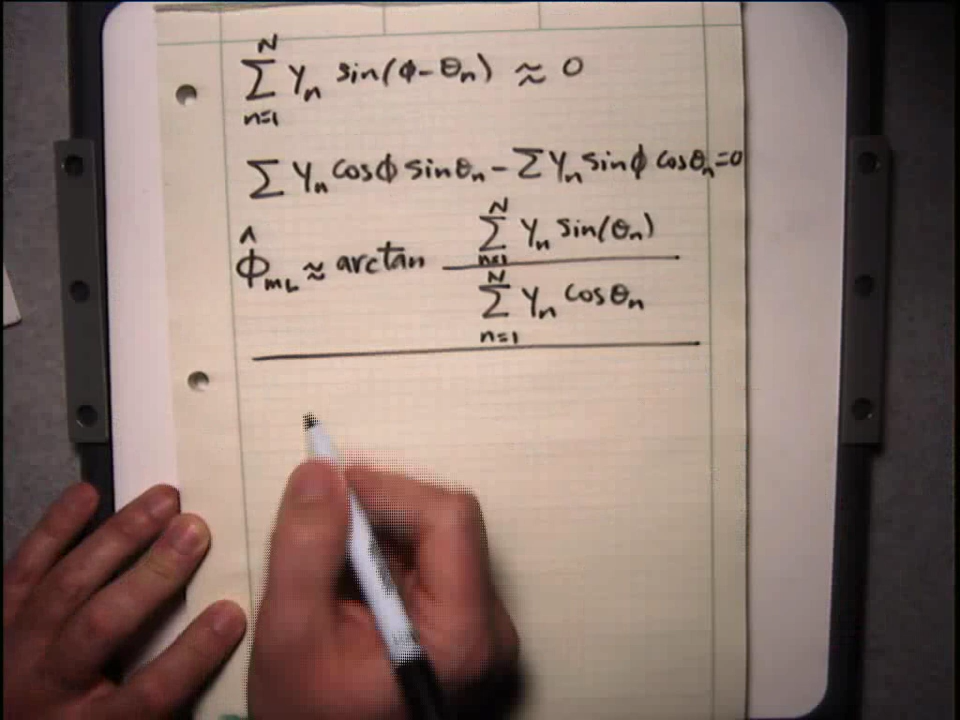 N
∑ Yₙ sin(ϕ-θₙ) ≈ 0
n=1
∑ Yₙ cosϕ sinθₙ - ∑ Yₙ sinϕ cosθₙ=0
N
∑ Yₙ sin(θₙ)
n=1
ϕ̂ₘL ≈ arctan
N
∑ Yₙ cosθₙ
n=1